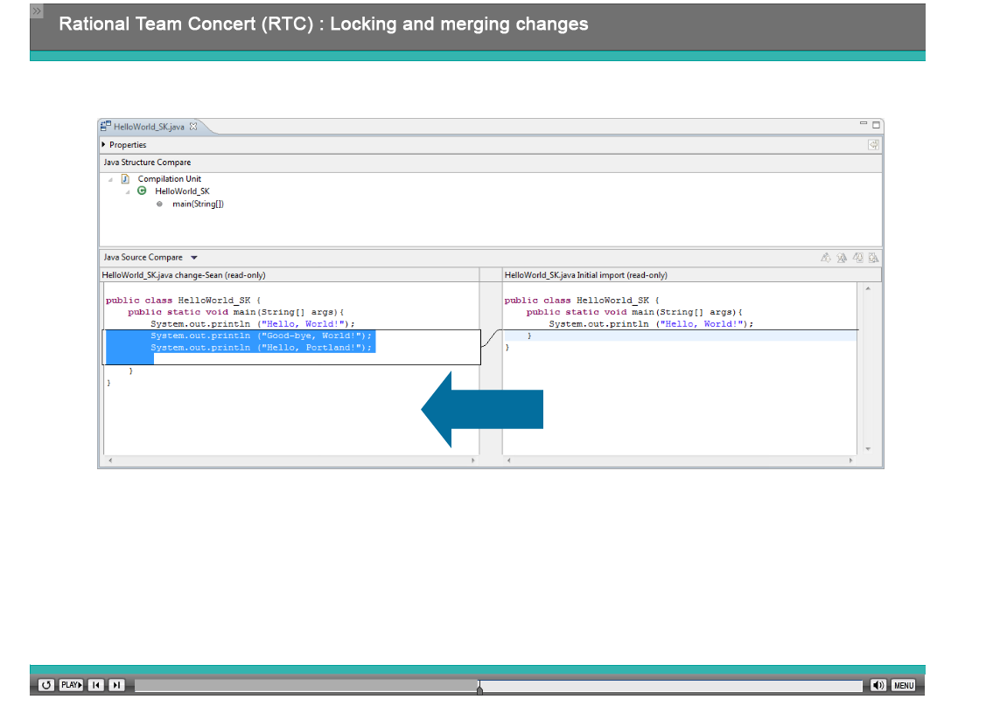 Rational Team Concert (RTC) : Locking and merging changes
HelloWorld_SK.java
Properties
Java Structure Compare
Compilation Unit
HelloWorld_SK
main(String[])
Java Source Compare
HelloWorld_SK.java change-Sean (read-only)
public class HelloWorld_SK {
public static void main(String[] args){
System.out.println ("Hello, World!");
System.out.println ("Good-bye, World!");
System.out.println ("Hello, Portland!");
}
}
HelloWorld_SK.java Initial import (read-only)
public class HelloWorld_SK {
public static void main(String[] args){
System.out.println ("Hello, World!");
}
}
PLAY
MENU